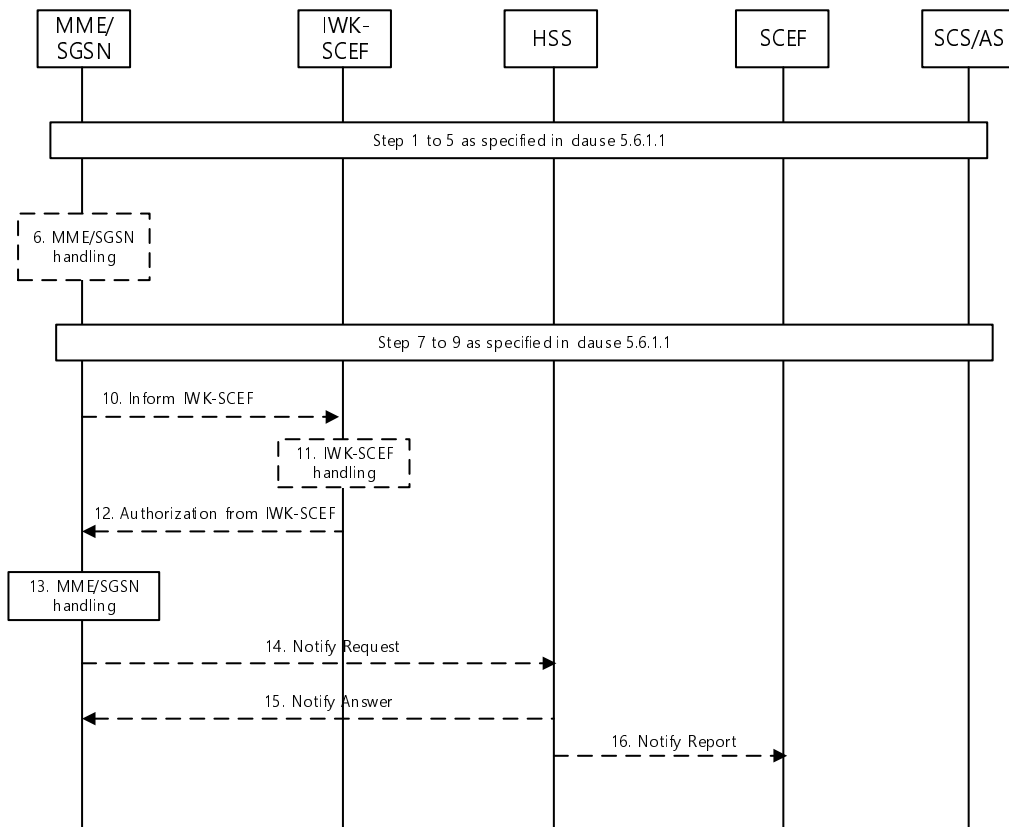 MME/
SGSN
IWK-
SCEF
HSS
SCEF
SCS/AS
Step 1 to 5 as specified in clause 5.6.1.1
6. MME/SGSN
handling
Step 7 to 9 as specified in clause 5.6.1.1
10. Inform IWK-SCEF
11. IWK-SCEF
handling
12. Authorization from IWK-SCEF
13. MME/SGSN
handling
14. Notify Request
15. Notify Answer
16. Notify Report